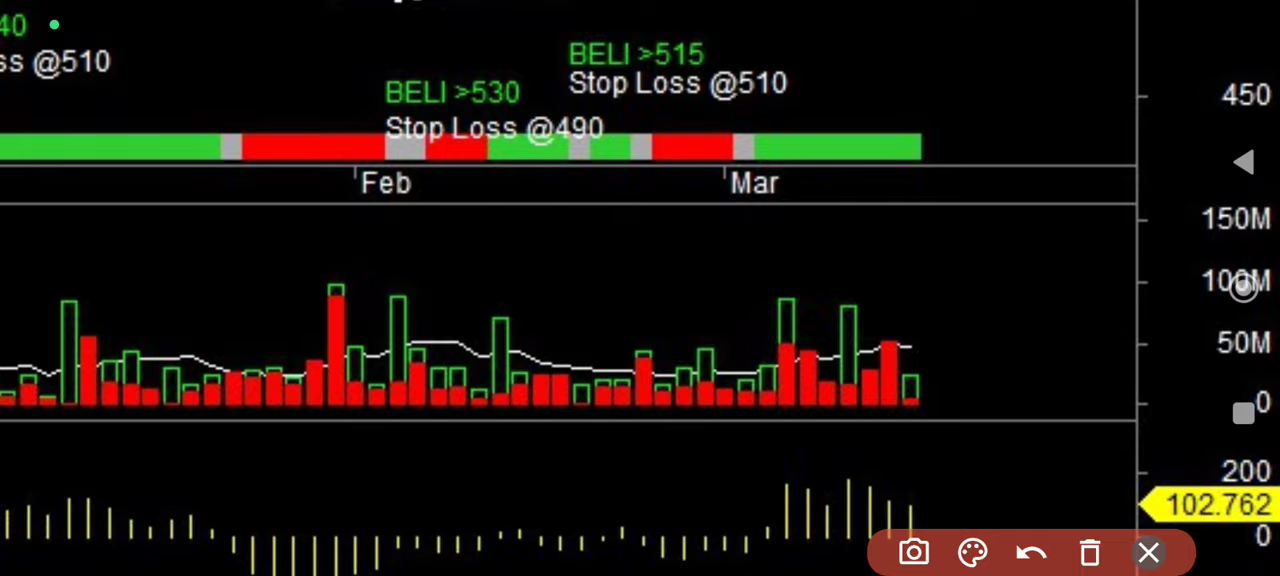 40
ss @510
BELI >515
Stop Loss @510
BELI >530
Stop Loss @490
450
Feb
Mar
150M
100M
50M
0
200
102.762
0